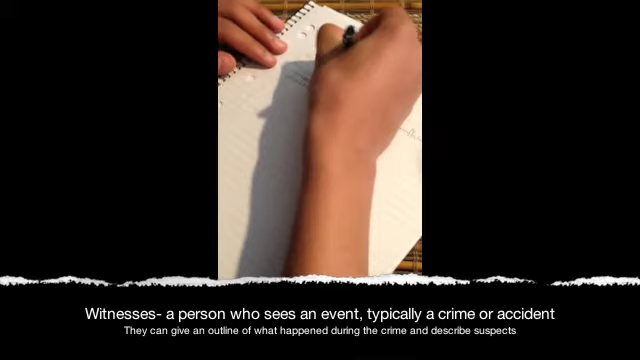 Witnesses- a person who sees an event, typically a crime or accident
They can give an outline of what happened during the crime and describe suspects